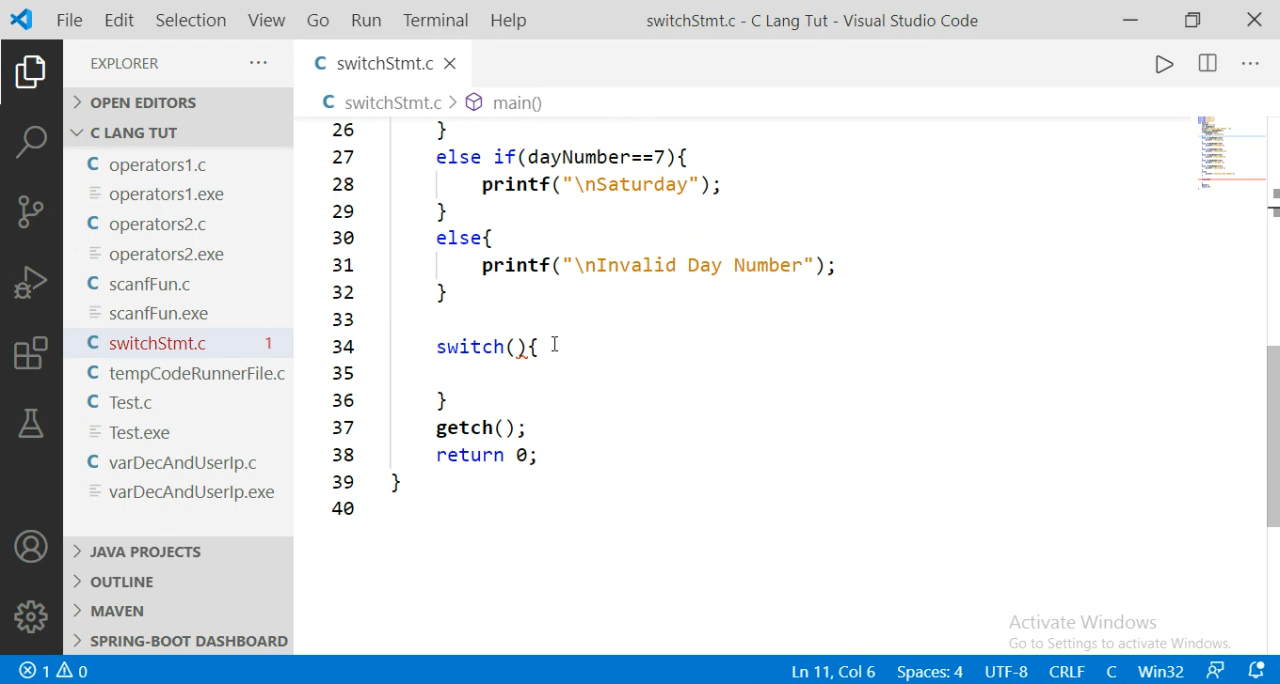 File Edit Selection View Go Run Terminal Help switchStmt.c - C Lang Tut - Visual Studio Code
EXPLORER ...
OPEN EDITORS
C LANG TUT
C operators1.c
operators1.exe
C operators2.c
operators2.exe
C scanfFun.c
scanfFun.exe
C switchStmt.c 1
C tempCodeRunnerFile.c
C Test.c
Test.exe
C varDecAndUserIp.c
varDecAndUserIp.exe
JAVA PROJECTS
OUTLINE
MAVEN
SPRING-BOOT DASHBOARD
C switchStmt.c
C switchStmt.c > main()
26 }
27 else if(dayNumber==7){
28 printf("\nSaturday");
29 }
30 else{
31 printf("\nInvalid Day Number");
32 }
33
34 switch(){
35
36 }
37 getch();
38 return 0;
39 }
40
Activate Windows
Go to Settings to activate Windows.
1 0 Ln 11, Col 6 Spaces: 4 UTF-8 CRLF C Win32